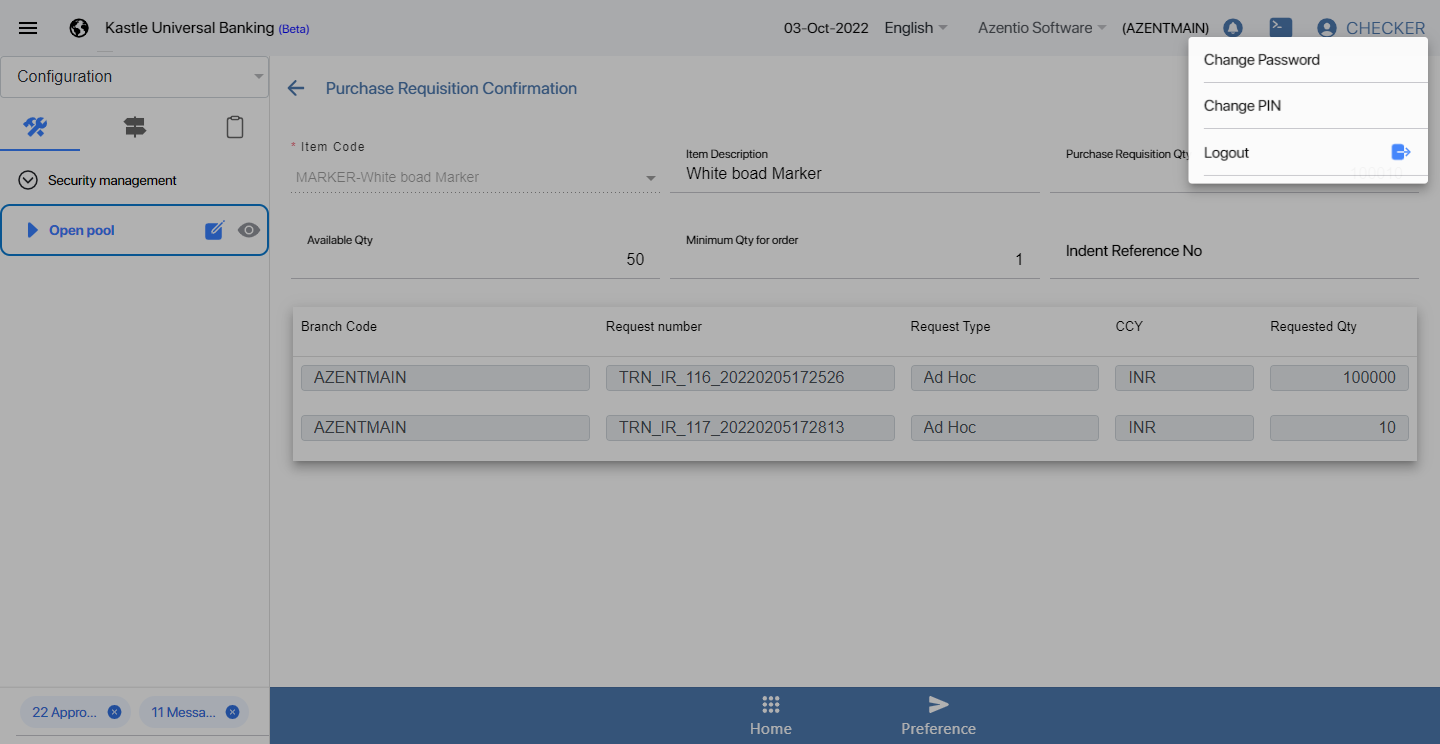 Kastle Universal Banking (Beta)
03-Oct-2022
English
Azentio Software
(AZENTMAIN)
CHECKER
Change Password
Change PIN
Logout
Configuration
Security management
Open pool
Purchase Requisition Confirmation
* Item Code
MARKER-White boad Marker
Item Description
White boad Marker
Purchase Requisition Qty
100010
Available Qty
50
Minimum Qty for order
1
Indent Reference No
Branch Code Request number Request Type CCY Requested Qty
AZENTMAIN TRN_IR_116_20220205172526 Ad Hoc INR 100000
AZENTMAIN TRN_IR_117_20220205172813 Ad Hoc INR 10
22 Appro...
11 Messa...
Home
Preference